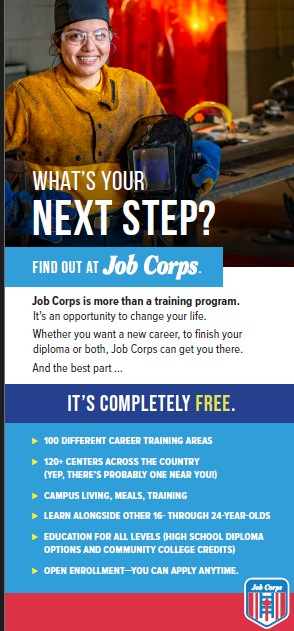 WHAT'S YOUR
NEXT STEP?
FIND OUT AT Job Corps.
Job Corps is more than a training program.
It's an opportunity to change your life.
Whether you want a new career, to finish your
diploma or both, Job Corps can get you there.
And the best part ...
IT'S COMPLETELY FREE.
100 DIFFERENT CAREER TRAINING AREAS
120+ CENTERS ACROSS THE COUNTRY
(YEP, THERE'S PROBABLY ONE NEAR YOU!)
CAMPUS LIVING, MEALS, TRAINING
LEARN ALONGSIDE OTHER 16- THROUGH 24-YEAR-OLDS
EDUCATION FOR ALL LEVELS (HIGH SCHOOL DIPLOMA
OPTIONS AND COMMUNITY COLLEGE CREDITS)
OPEN ENROLLMENT—YOU CAN APPLY ANYTIME.
Job Corps